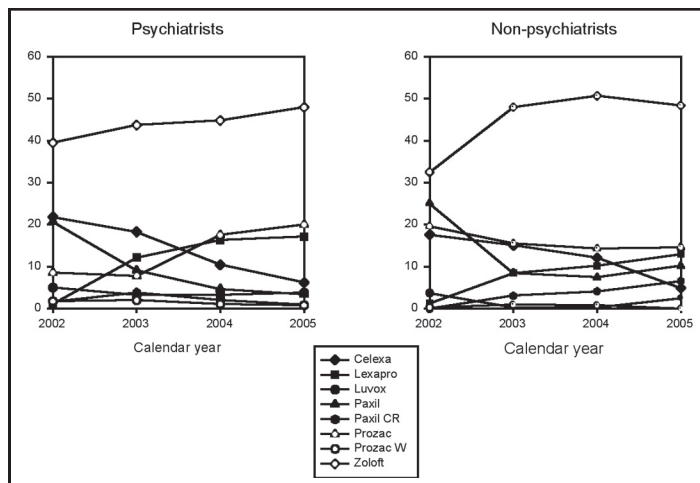 Psychiatrists
Non-psychiatrists
60
50
40
30
20
10
0
2002 2003 2004 2005
Calendar year
60
50
40
30
20
10
0
2002 2003 2004 2005
Calendar year
Celexa
Lexapro
Luvox
Paxil
Paxil CR
Prozac
Prozac W
Zoloft